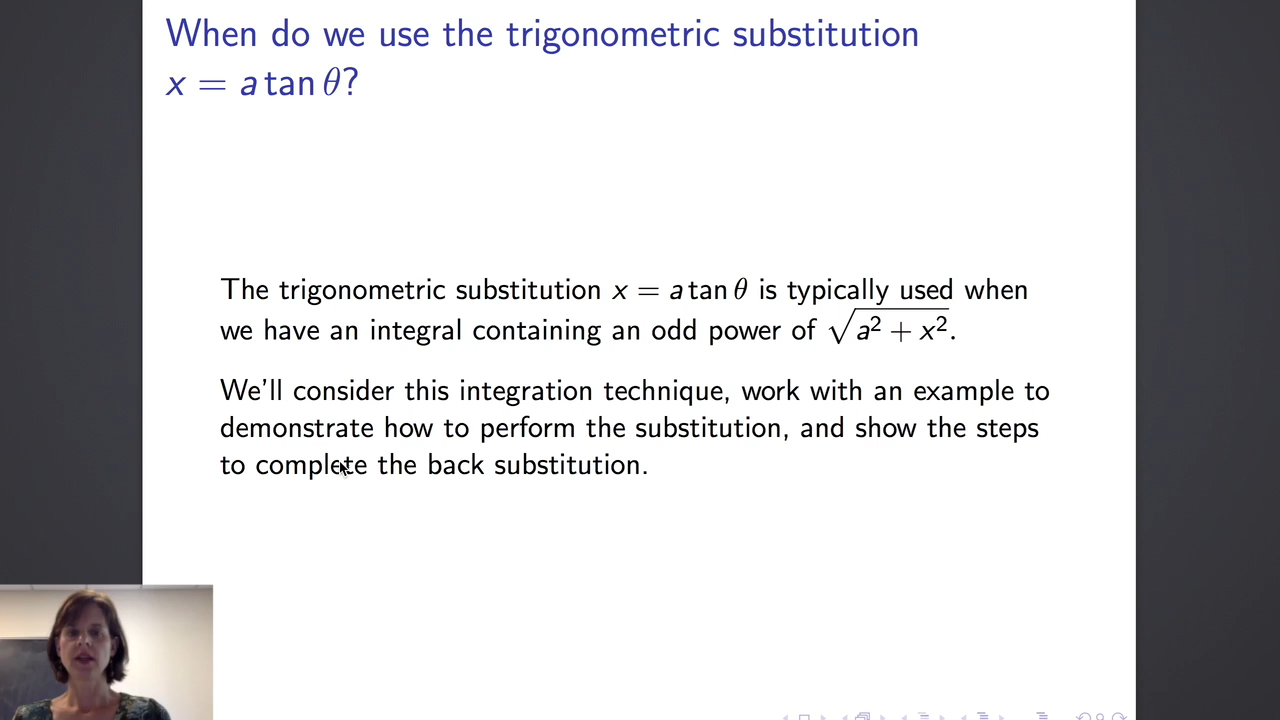 When do we use the trigonometric substitution
x = a tan θ?
The trigonometric substitution x = a tan θ is typically used when
we have an integral containing an odd power of √(a² + x²).
We'll consider this integration technique, work with an example to
demonstrate how to perform the substitution, and show the steps
to complete the back substitution.